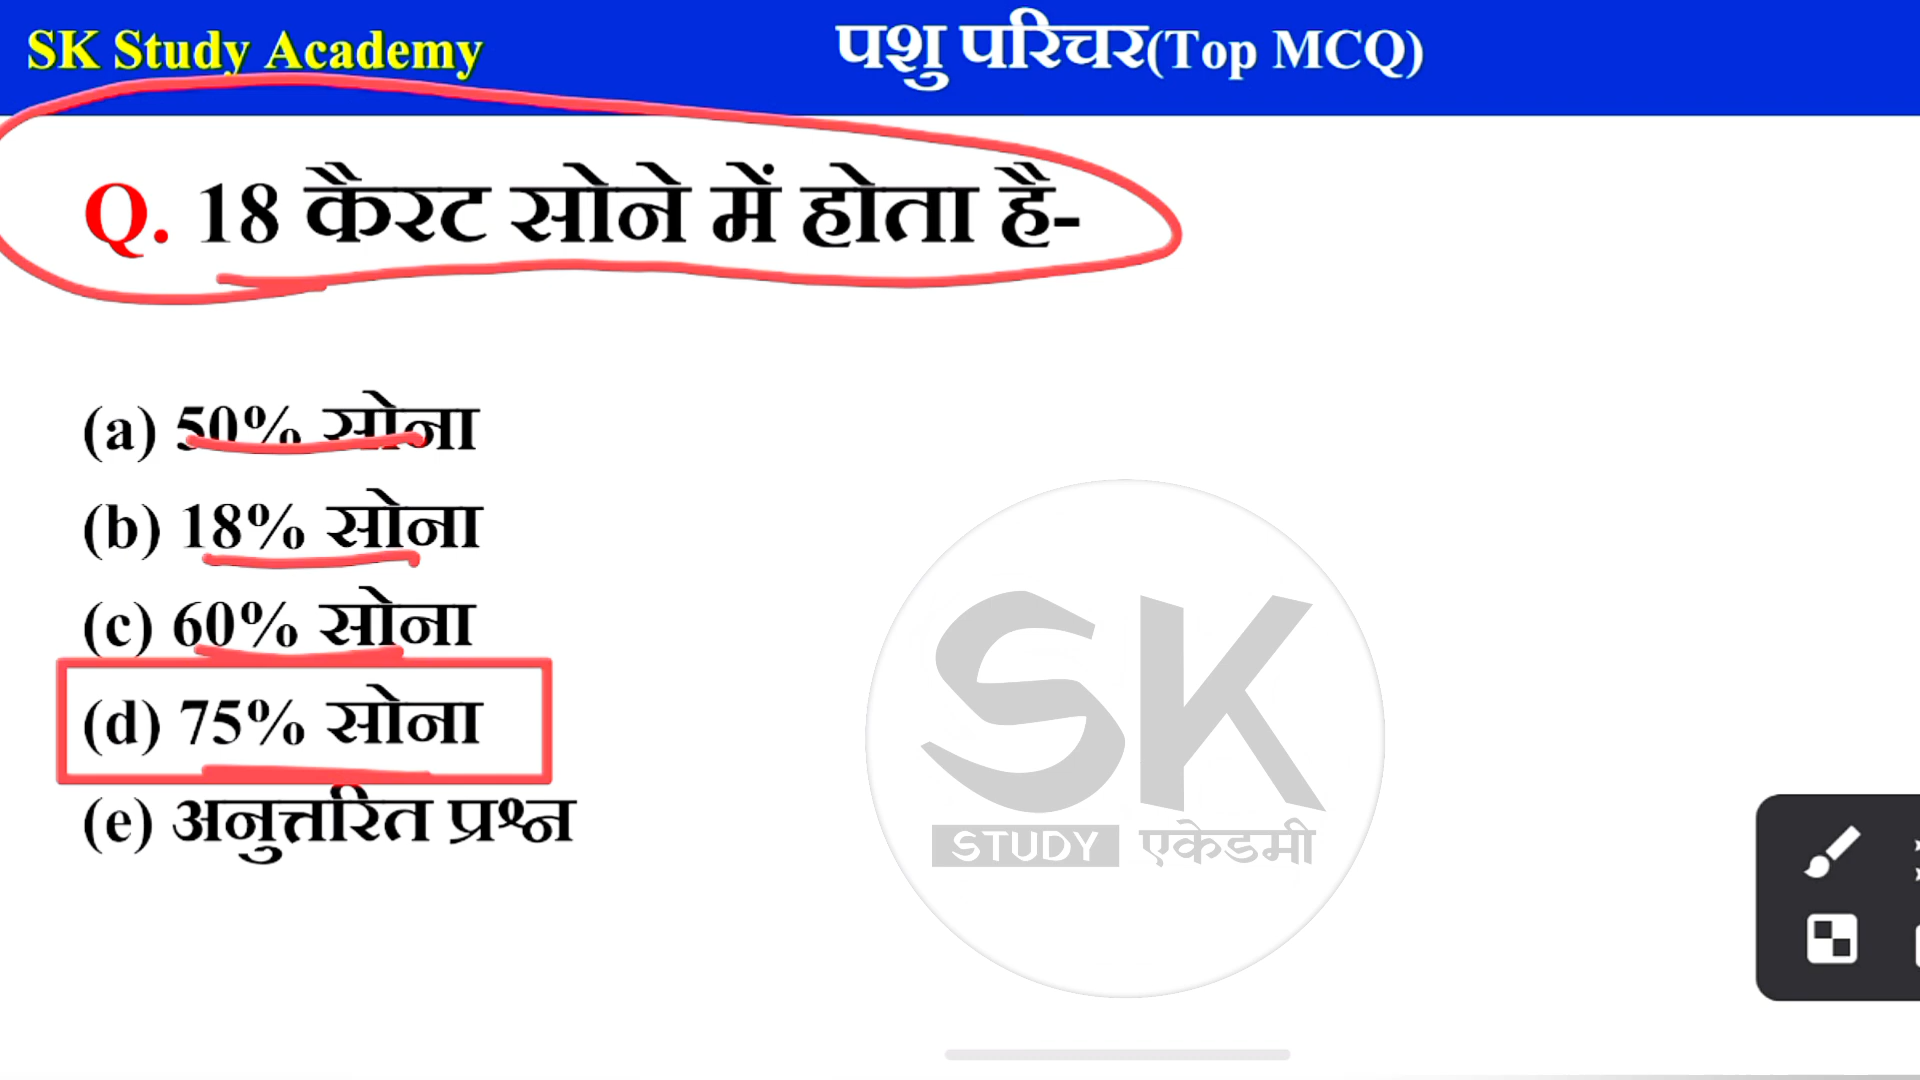 SK Study Academy
पशु परिचर(Top MCQ)
Q. 18 कैरट सोने में होता है-
(a) 50% सोना
(b) 18% सोना
(c) 60% सोना
(d) 75% सोना
(e) अनुत्तरित प्रश्न
SK
STUDY एकेडमी